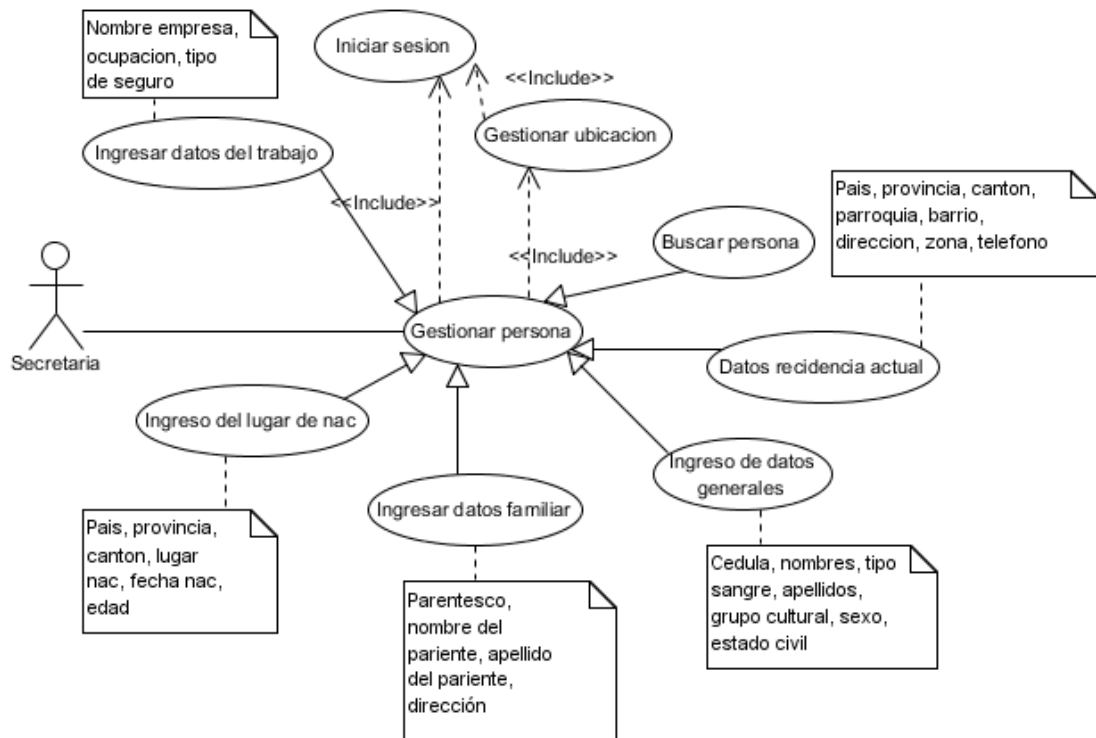 Nombre empresa,
ocupacion, tipo
de seguro
Iniciar sesion
<<Include>>
Gestionar ubicacion
Ingresar datos del trabajo
<<Include>>
Pais, provincia, canton,
parroquia, barrio,
direccion, zona, telefono
Buscar persona
<<Include>>
Gestionar persona
Secretaria
Datos recidencia actual
Ingreso del lugar de nac
Ingreso de datos
generales
Ingresar datos familiar
Pais, provincia,
canton, lugar
nac, fecha nac,
edad
Cedula, nombres, tipo
sangre, apellidos,
grupo cultural, sexo,
estado civil
Parentesco,
nombre del
pariente, apellido
del pariente,
dirección